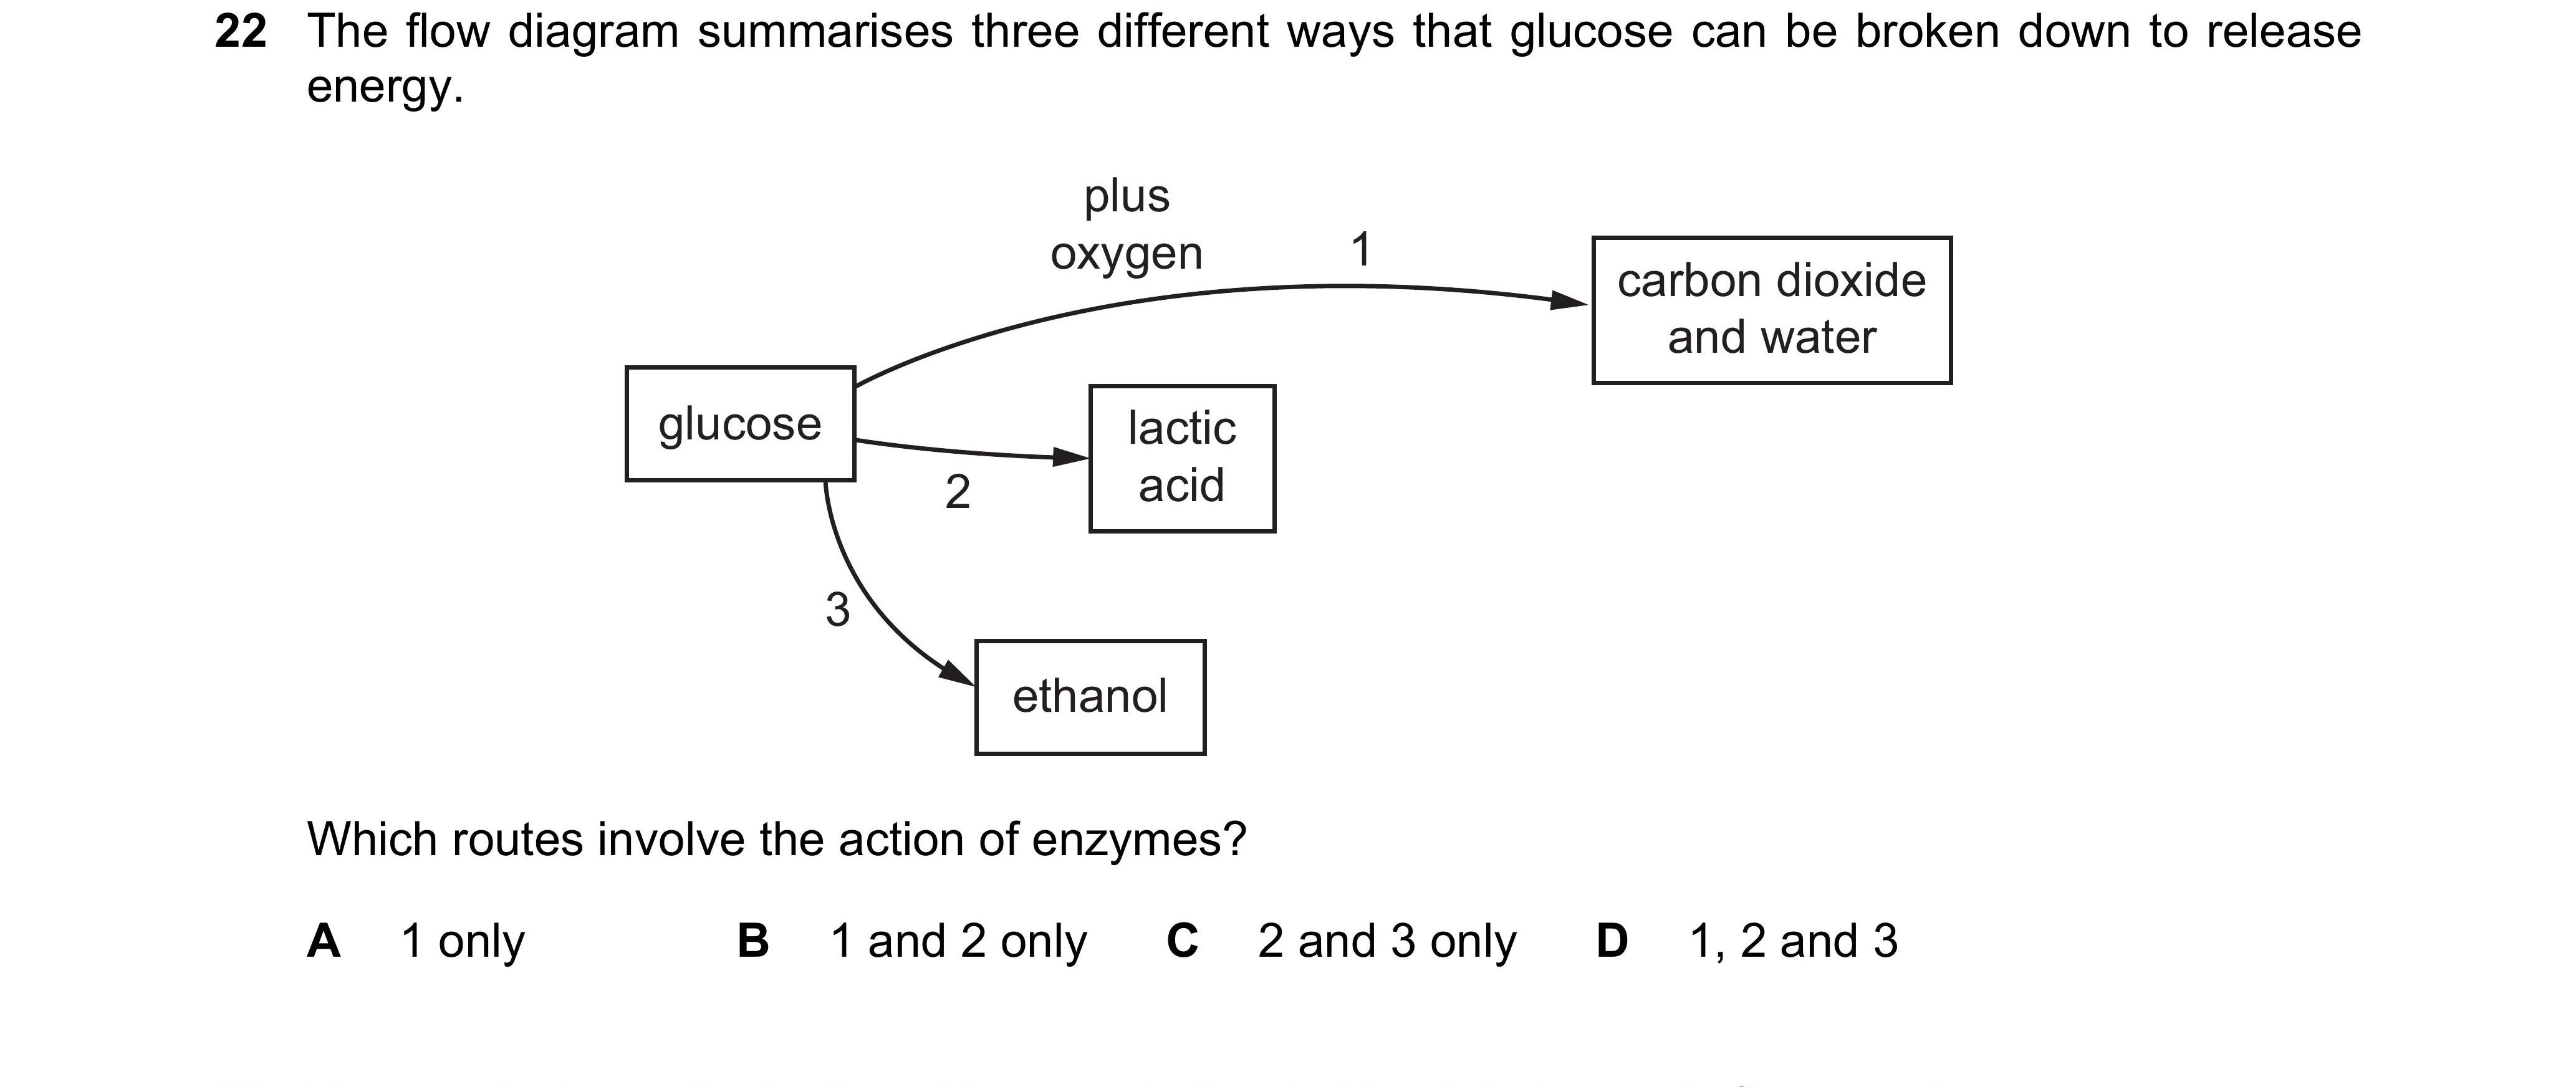 22 The flow diagram summarises three different ways that glucose can be broken down to release
energy.
plus
oxygen
1
carbon dioxide
and water
glucose
lactic
acid
2
3
ethanol
Which routes involve the action of enzymes?
A 1 only B 1 and 2 only C 2 and 3 only D 1, 2 and 3